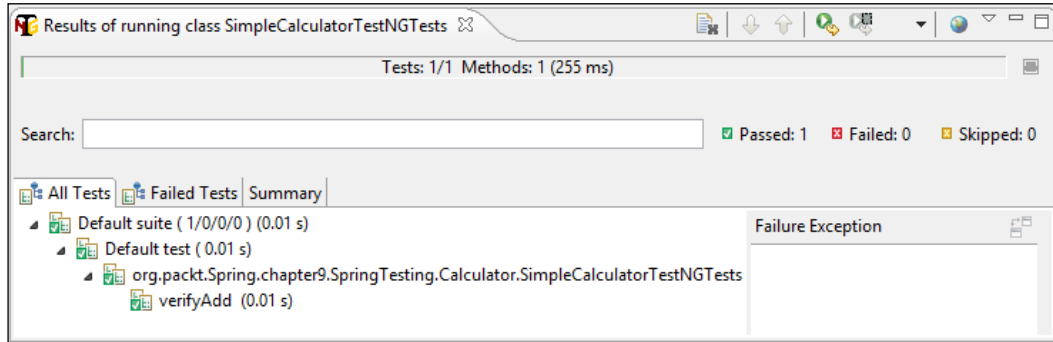 Results of running class SimpleCalculatorTestNGTests
Tests: 1/1 Methods: 1 (255 ms)
Search:
Passed: 1
Failed: 0
Skipped: 0
All Tests
Failed Tests
Summary
Default suite ( 1/0/0/0 ) (0.01 s)
Default test ( 0.01 s)
org.packt.Spring.chapter9.SpringTesting.Calculator.SimpleCalculatorTestNGTests
verifyAdd (0.01 s)
Failure Exception